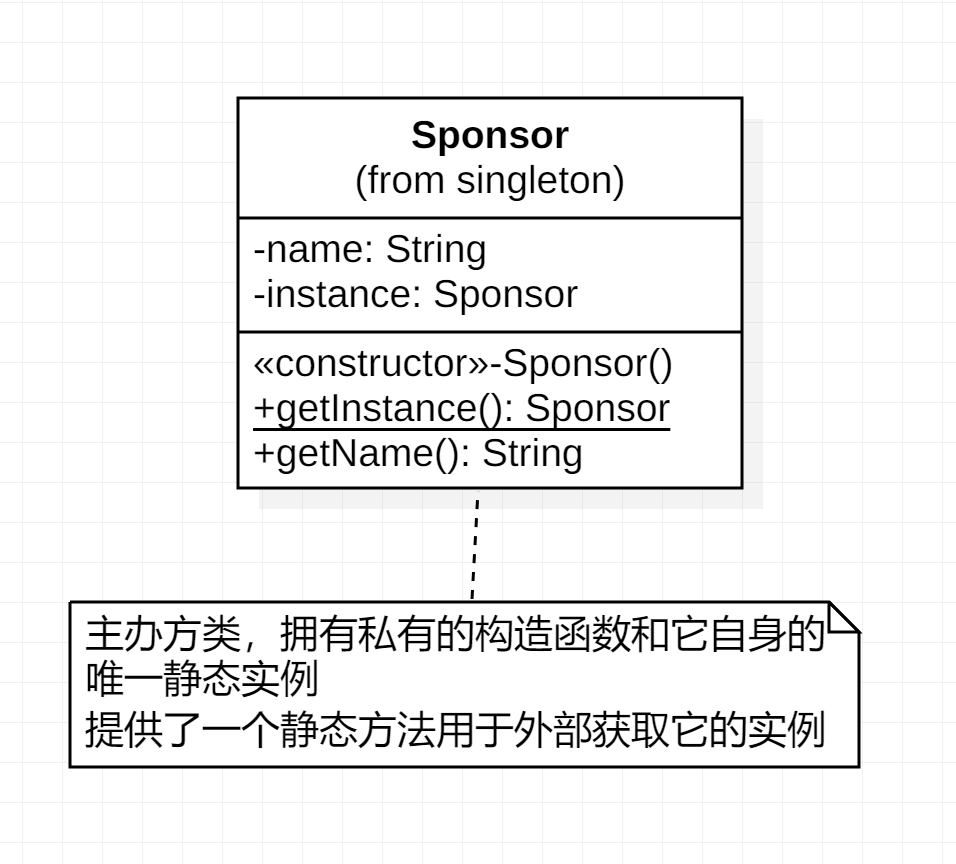 Sponsor
(from singleton)
-name: String
-instance: Sponsor
«constructor»-Sponsor()
+getInstance(): Sponsor
+getName(): String
主办方类，拥有私有的构造函数和它自身的
唯一静态实例
提供了一个静态方法用于外部获取它的实例